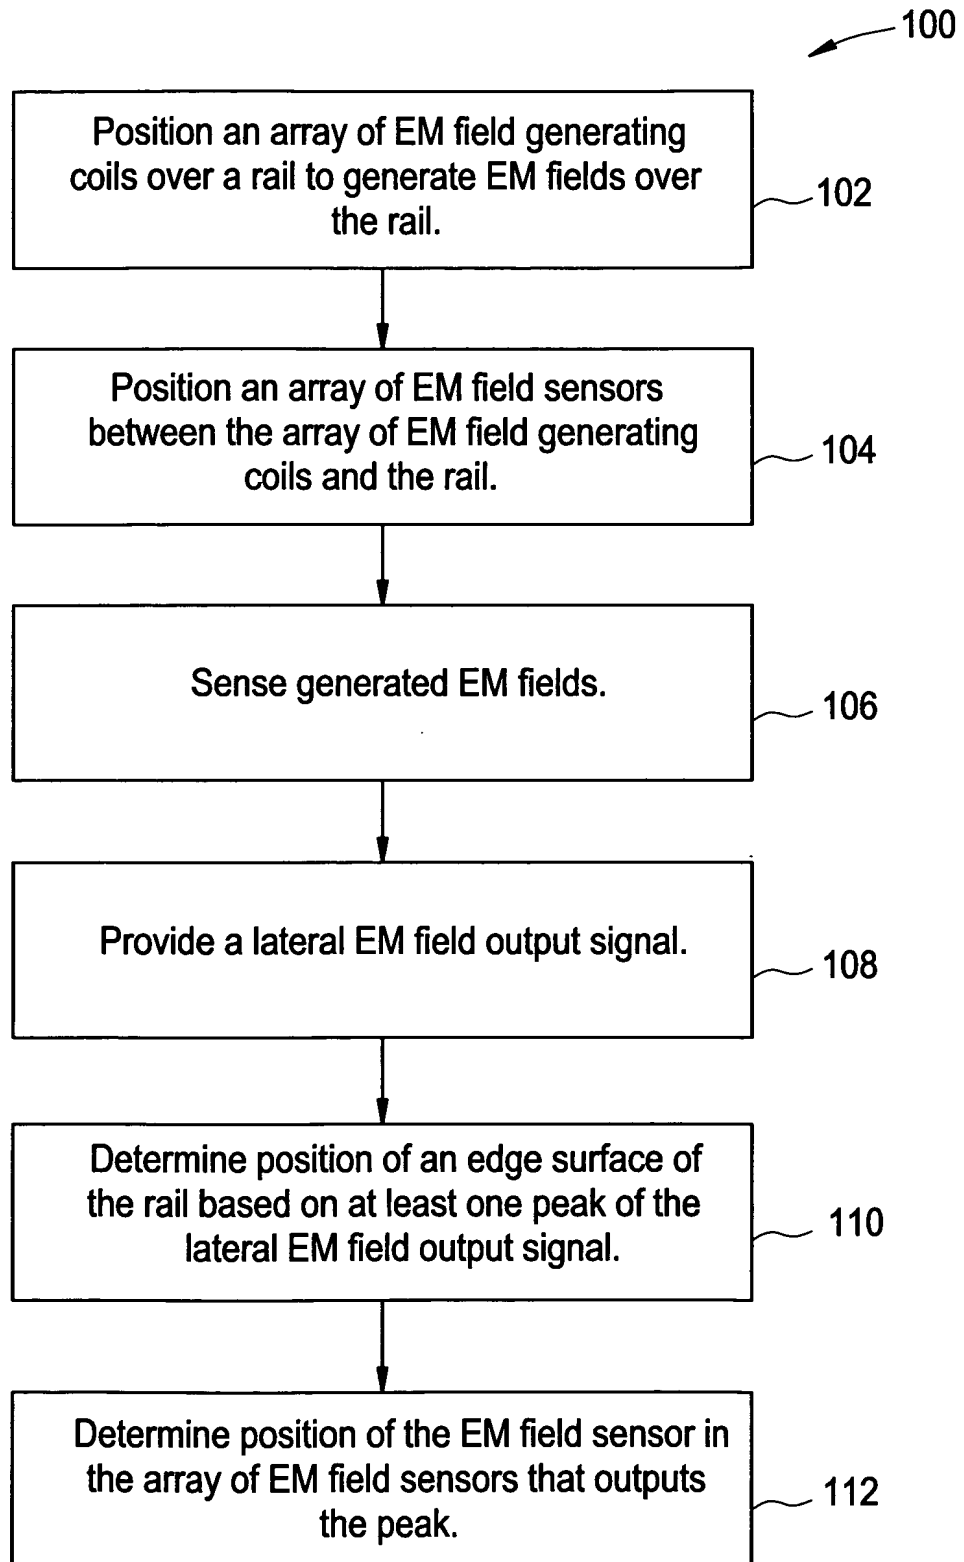 100
Position an array of EM field generating
coils over a rail to generate EM fields over
the rail.
102
Position an array of EM field sensors
between the array of EM field generating
coils and the rail.
104
Sense generated EM fields.
106
Provide a lateral EM field output signal.
108
Determine position of an edge surface of
the rail based on at least one peak of the
lateral EM field output signal.
110
Determine position of the EM field sensor in
the array of EM field sensors that outputs
the peak.
112